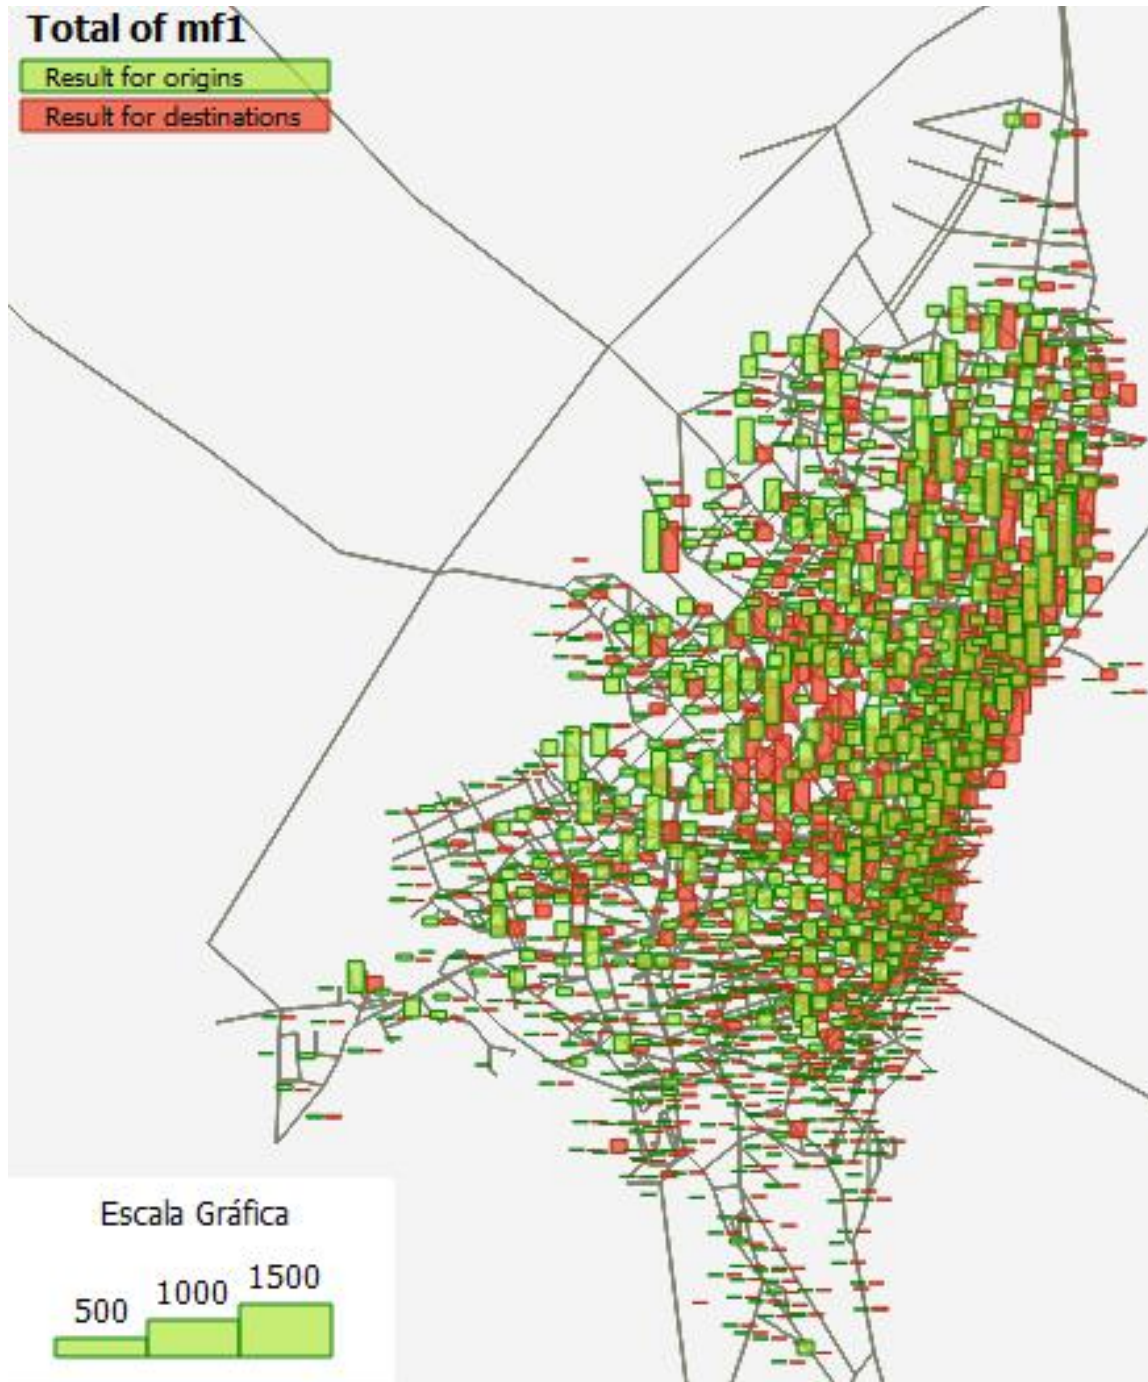 Total of mf1
Result for origins
Result for destinations
Escala Gráfica
500
1000
1500